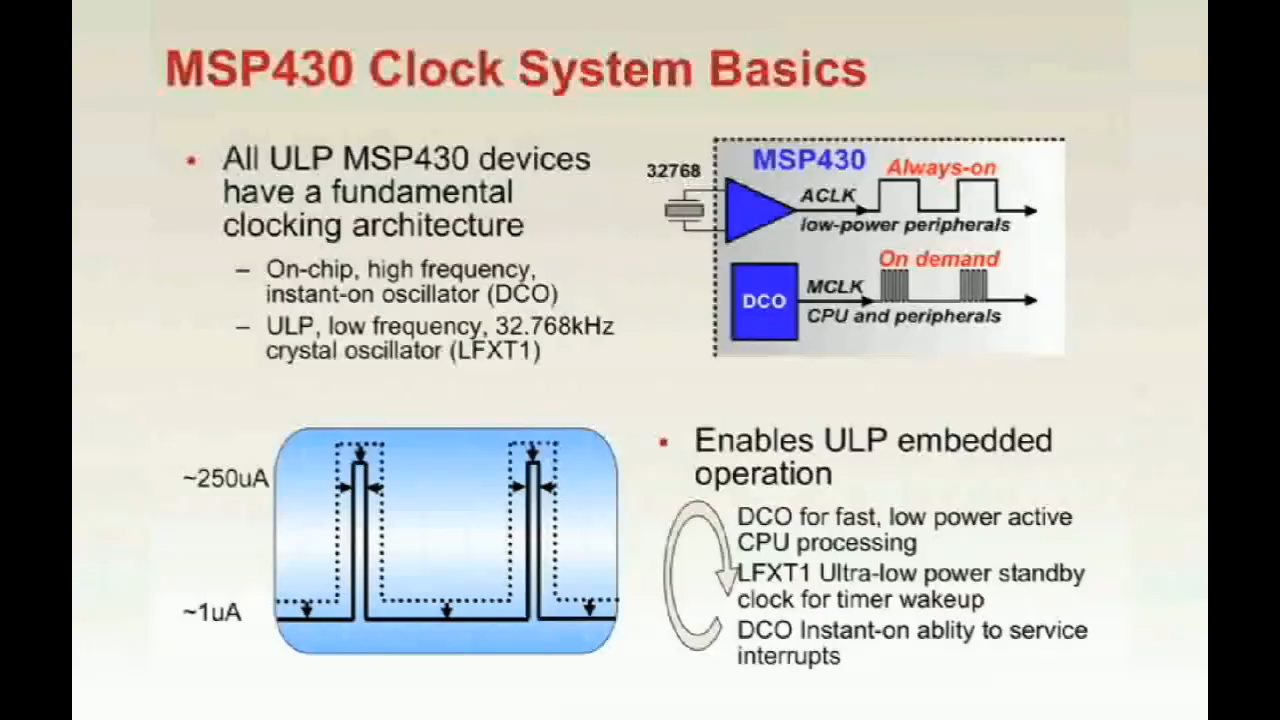 MSP430 Clock System Basics
• All ULP MSP430 devices
have a fundamental
clocking architecture
– On-chip, high frequency,
instant-on oscillator (DCO)
– ULP, low frequency, 32.768kHz
crystal oscillator (LFXT1)
32768
MSP430
Always-on
ACLK
low-power peripherals
On demand
DCO
MCLK
CPU and peripherals
~250uA
~1uA
• Enables ULP embedded
operation
DCO for fast, low power active
CPU processing
LFXT1 Ultra-low power standby
clock for timer wakeup
DCO Instant-on ablity to service
interrupts